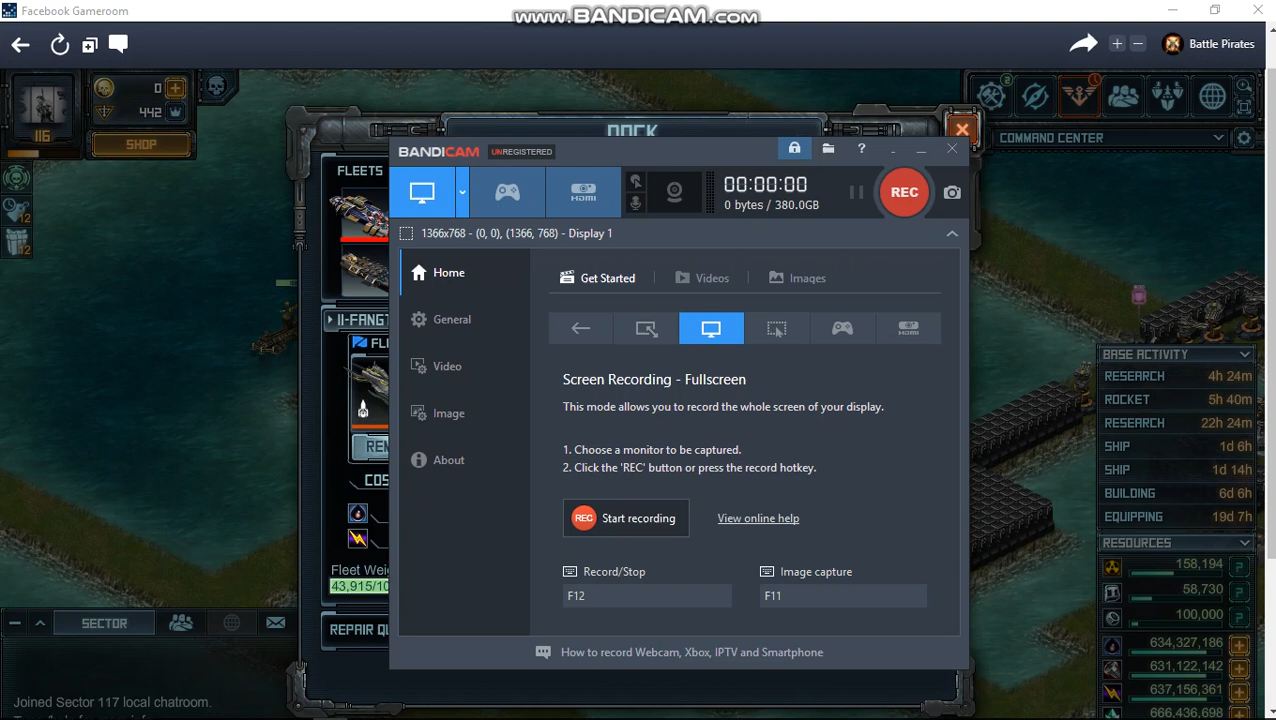 Facebook Gameroom
www.BANDICAM.com
Battle Pirates
0
442
116
SHOP
2
COMMAND CENTER
DOCK
12
12
FLEETS
II-FANGT
FLE
COS
Fleet Wei
43,915/10
REPAIR QU
BANDICAM UNREGISTERED
HDMI
00:00:00
0 bytes / 380.0GB
REC
1366x768 - (0, 0), (1366, 768) - Display 1
Home
General
Video
Image
About
Get Started
Videos
Images
HDMI
Screen Recording - Fullscreen
This mode allows you to record the whole screen of your display.
1. Choose a monitor to be captured.
2. Click the 'REC' button or press the record hotkey.
REC Start recording
View online help
Record/Stop
F12
Image capture
F11
How to record Webcam, Xbox, IPTV and Smartphone
BASE ACTIVITY
RESEARCH 4h 24m
ROCKET 5h 40m
RESEARCH 22h 24m
SHIP 1d 6h
SHIP 1d 14h
BUILDING 6d 6h
EQUIPPING 19d 7h
RESOURCES
158,194
58,730
100,000
634,327,186
631,122,142
637,156,361
666,436,698
SECTOR
Joined Sector 117 local chatroom.